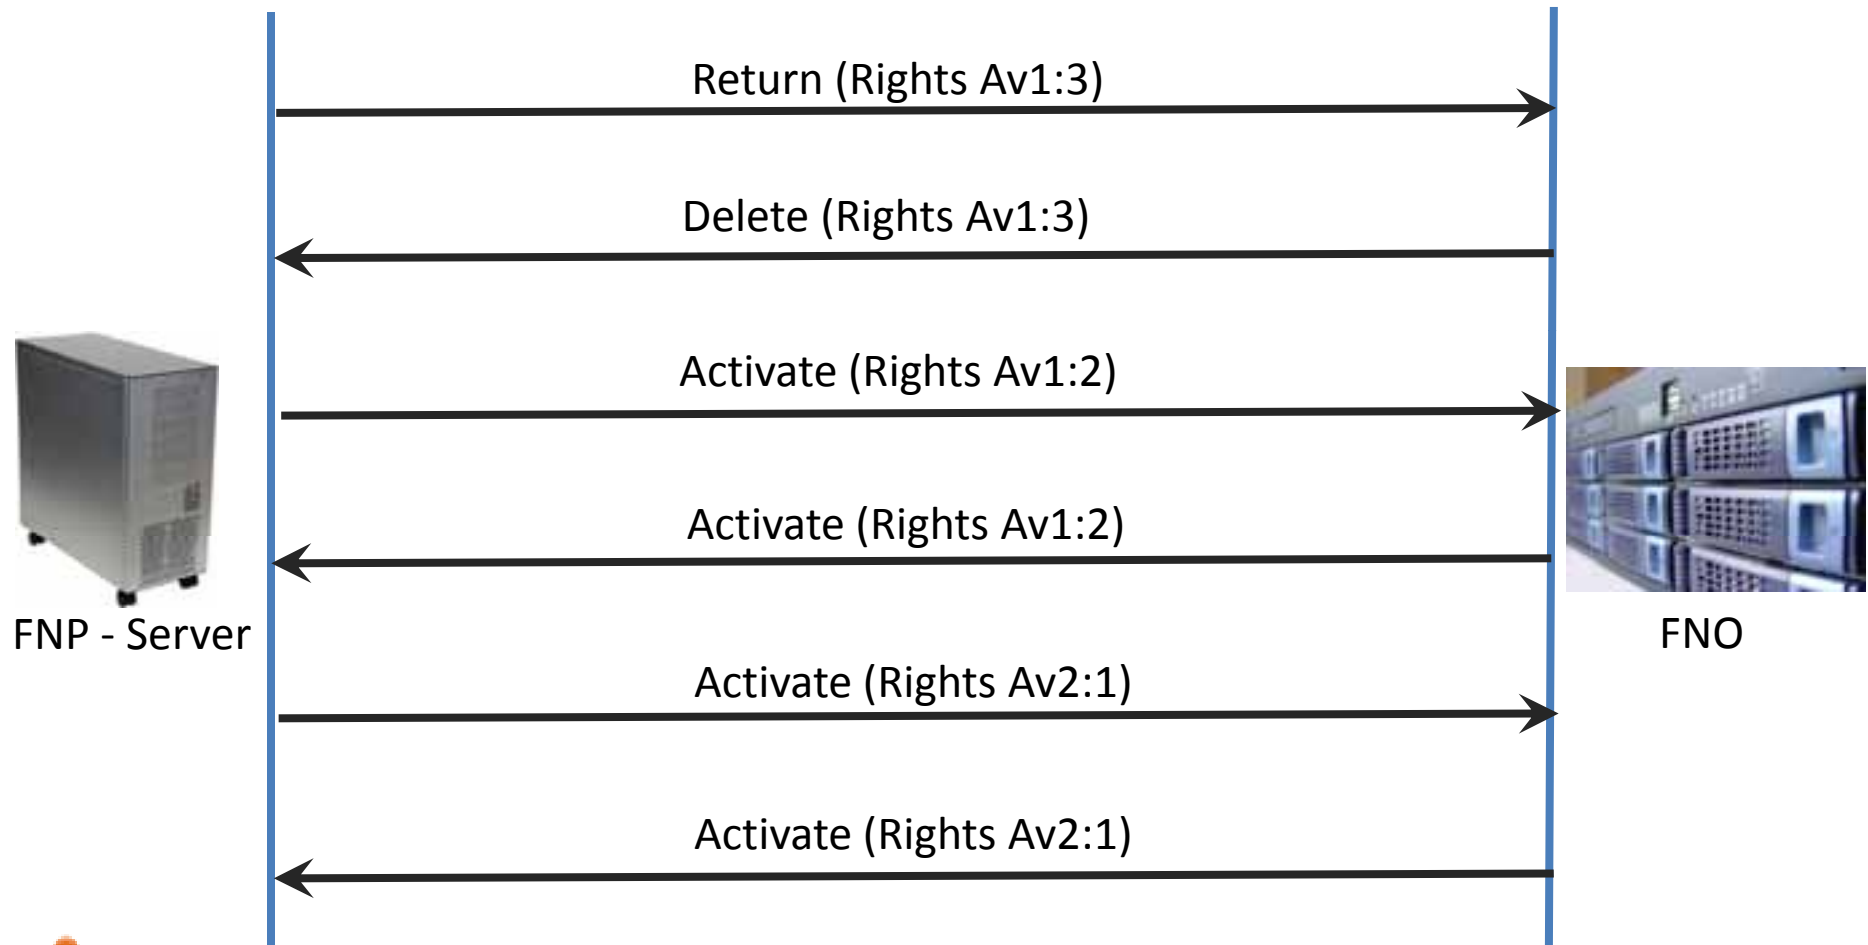 Return (Rights Av1:3)
Delete (Rights Av1:3)
Activate (Rights Av1:2)
Activate (Rights Av1:2)
FNP - Server
FNO
Activate (Rights Av2:1)
Activate (Rights Av2:1)